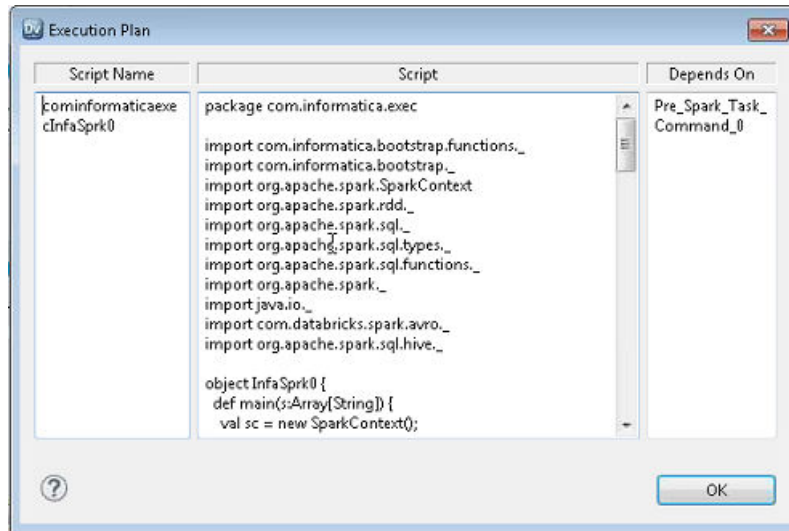 Execution Plan
Script Name
Script
Depends On
cominformaticaexe
cInfaSprk0
package com.informatica.exec
import com.informatica.bootstrap.functions._
import com.informatica.bootstrap._
import org.apache.spark.SparkContext
import org.apache.spark.rdd._
import org.apache.spark.sql._
import org.apache.spark.sql.types._
import org.apache.spark.sql.functions._
import org.apache.spark._
import java.io._
import com.databricks.spark.avro._
import org.apache.spark.sql.hive._
object InfaSprk0 {
def main(s:Array[String]) {
val sc = new SparkContext();
Pre_Spark_Task_
Command_0
OK